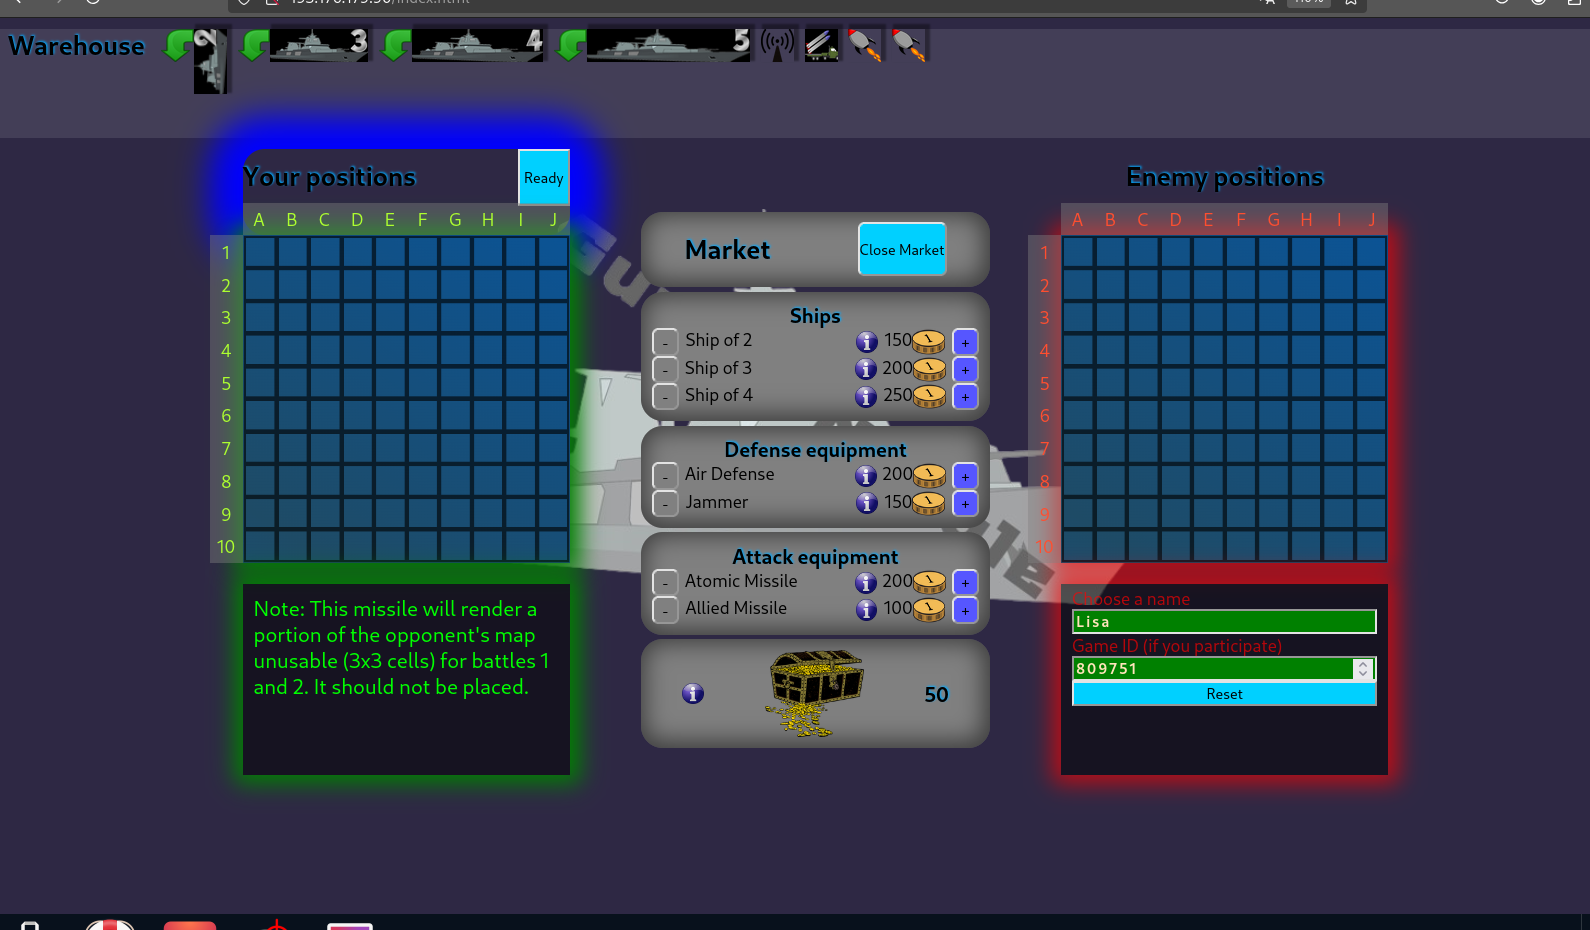 Warehouse
2
3
4
5
Your positions
Ready
A B C D E F G H I J
1
2
3
4
5
6
7
8
9
10
Note: This missile will render a
portion of the opponent's map
unusable (3x3 cells) for battles 1
and 2. It should not be placed.
Market
Close Market
Ships
- Ship of 2 i 150 +
- Ship of 3 i 200 +
- Ship of 4 i 250 +
Defense equipment
- Air Defense i 200 +
- Jammer i 150 +
Attack equipment
- Atomic Missile i 200 +
- Allied Missile i 100 +
i 50
Enemy positions
A B C D E F G H I J
1
2
3
4
5
6
7
8
9
10
Choose a name
Lisa
Game ID (if you participate)
809751
Reset